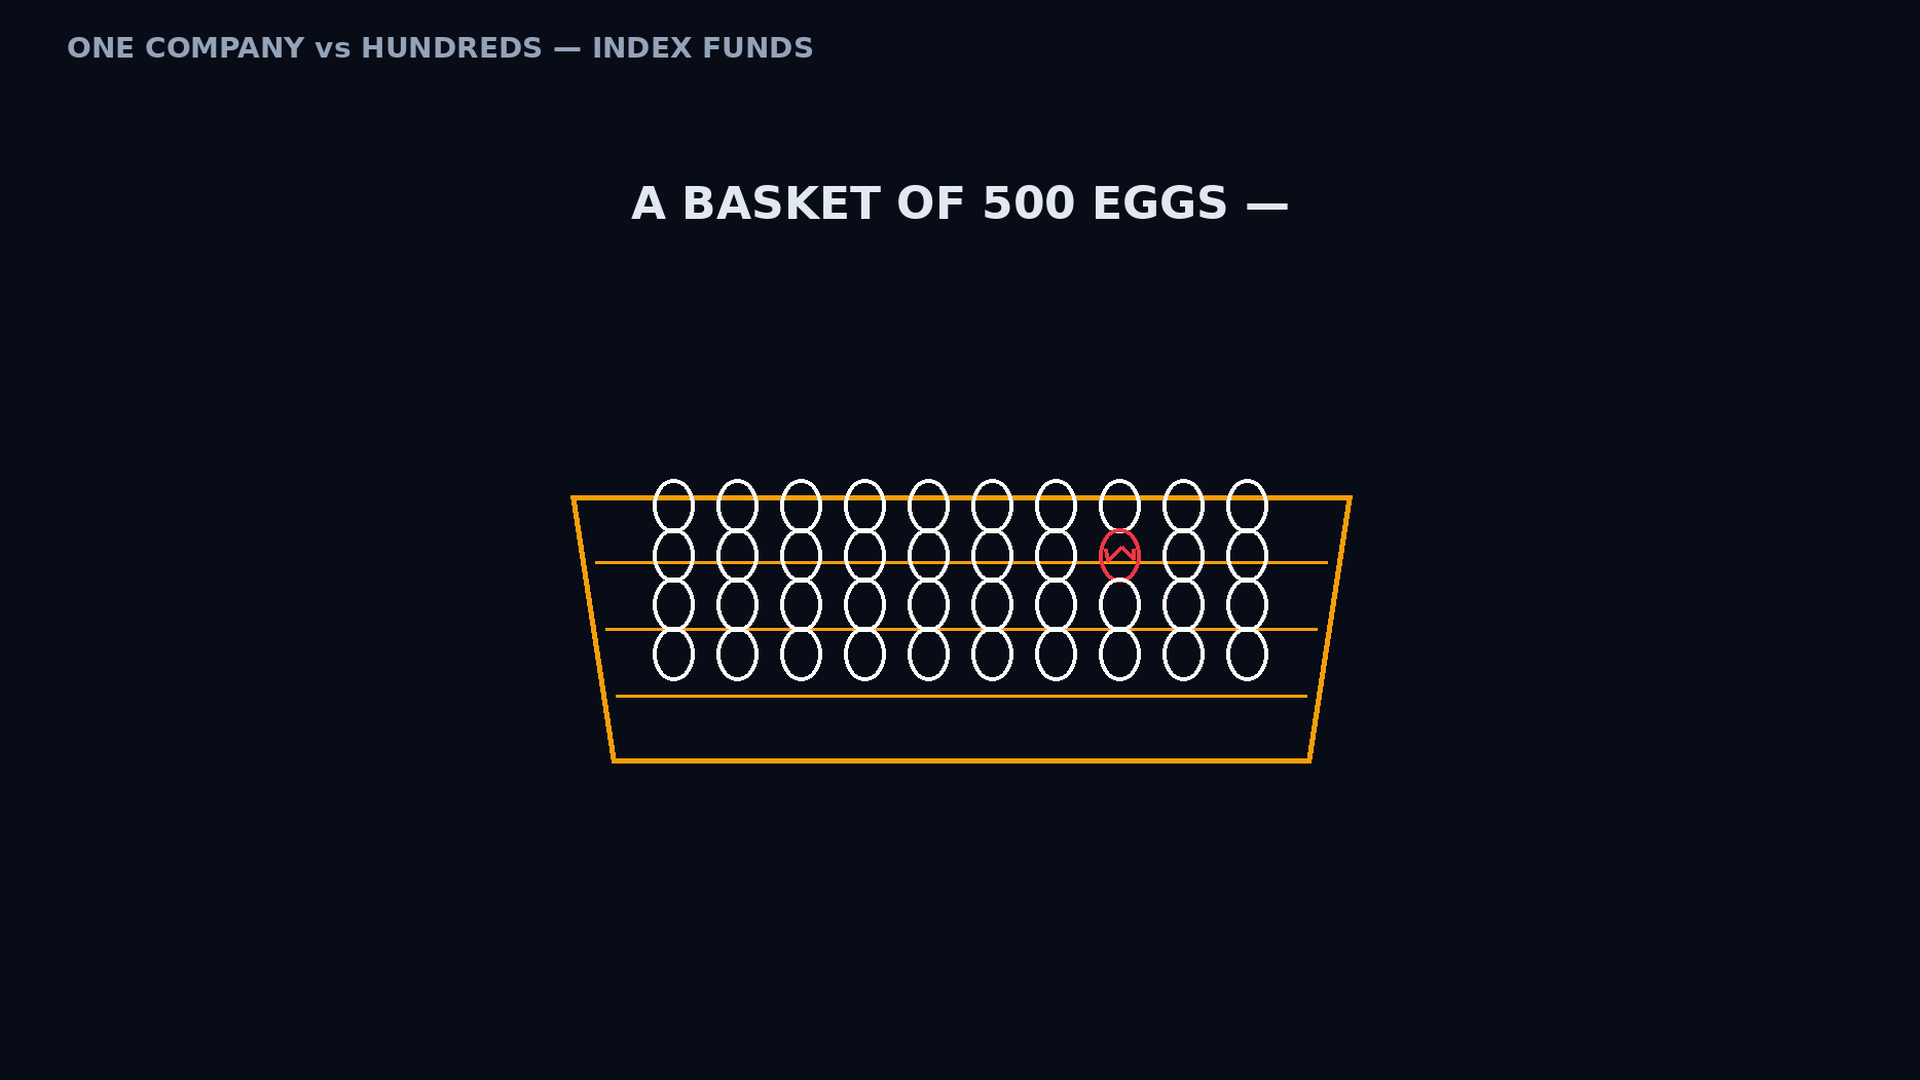 ONE COMPANY vs HUNDREDS — INDEX FUNDS
A BASKET OF 500 EGGS —